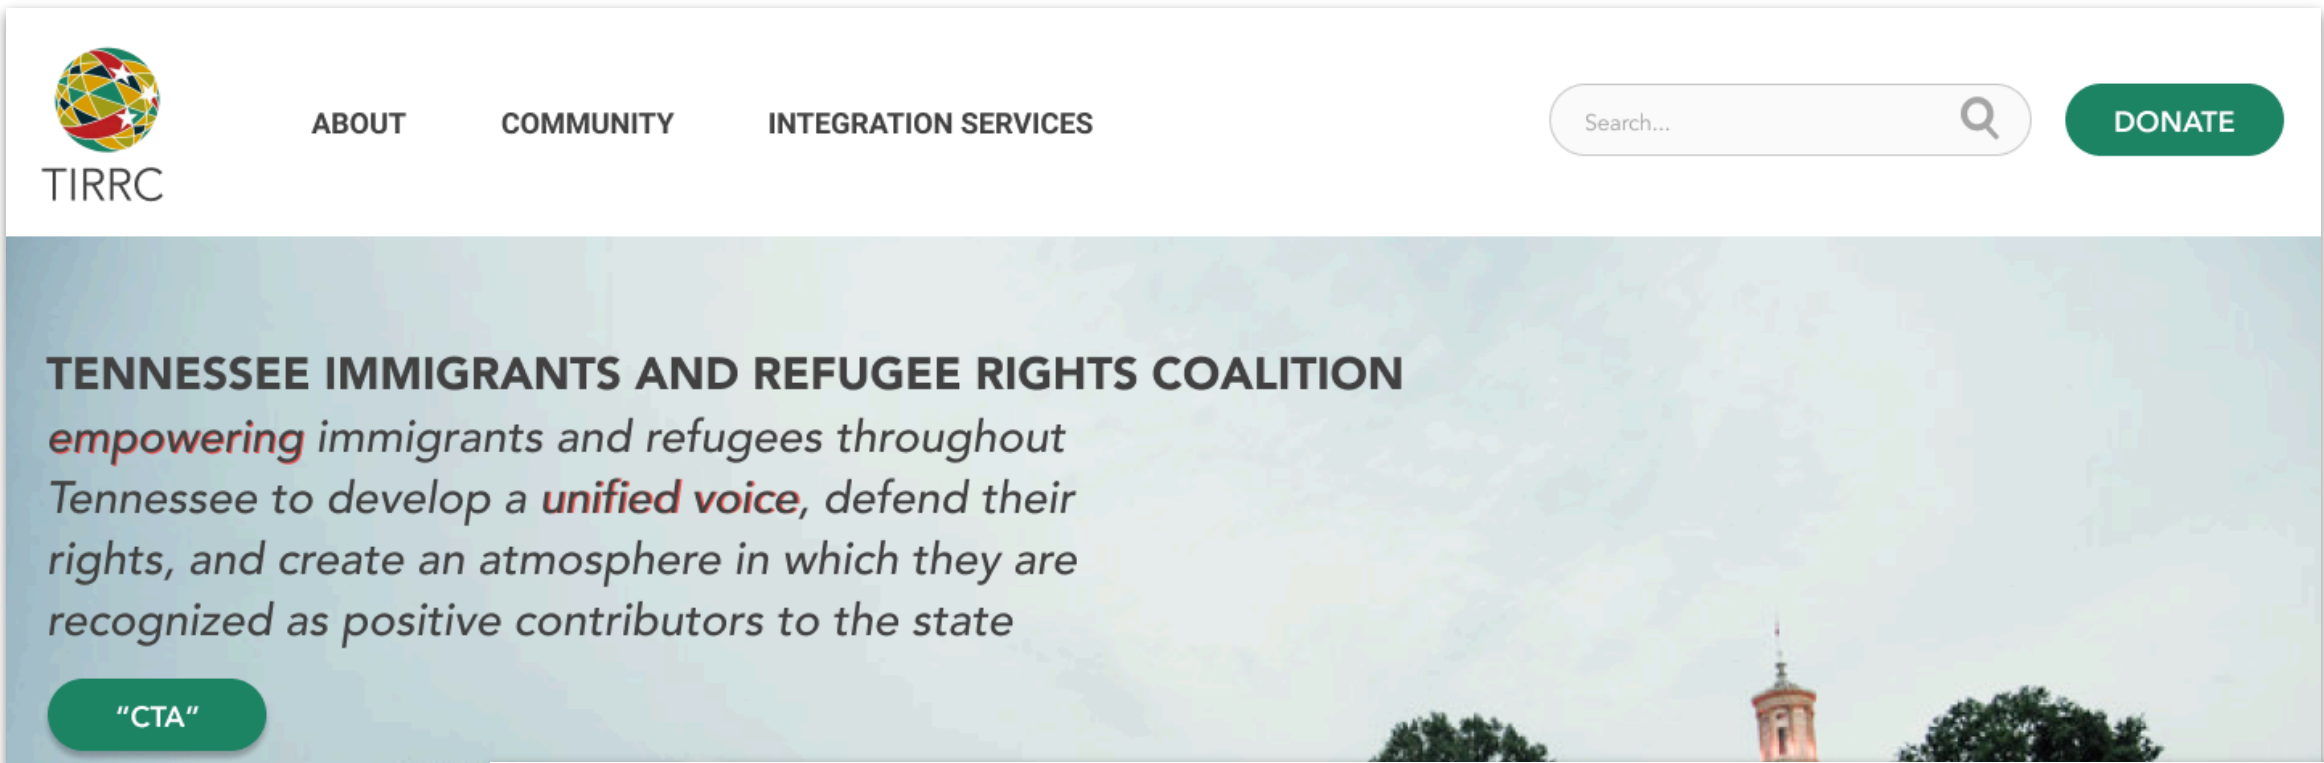 TIRRC
ABOUT
COMMUNITY
INTEGRATION SERVICES
Search...
DONATE
TENNESSEE IMMIGRANTS AND REFUGEE RIGHTS COALITION
empowering immigrants and refugees throughout
Tennessee to develop a unified voice, defend their
rights, and create an atmosphere in which they are
recognized as positive contributors to the state
“CTA”